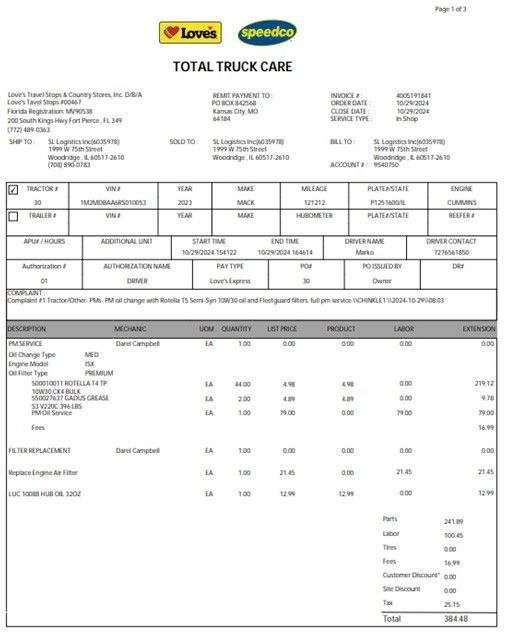 Page 1 of 3
Love's speedco
TOTAL TRUCK CARE
Love's Travel Stops & Country Stores, Inc. D/B/A
Love's Tavel Stops #00467
Florida Registration: MV90538
200 South Kings Hwy Fort Pierce , FL 349
(772) 489-0363
REMIT PAYMENT TO :
PO BOX 842568
Kansas City, MO
64184
INVOICE # : 4005191841
ORDER DATE : 10/29/2024
CLOSE DATE : 10/29/2024
SERVICE TYPE : In Shop
SHIP TO : SL Logistics Inc(6035978)
1999 W 75th Street
Woodridge , IL 60517-2610
(708) 890-0783
SOLD TO : SL Logistics Inc(6035978)
1999 W 75th Street
Woodridge , IL 60517-2610
BILL TO : SL Logistics Inc(6035978)
1999 W 75th Street
Woodridge , IL 60517-2610
ACCOUNT # : 9540750
TRACTOR # VIN # YEAR MAKE MILEAGE PLATE#/STATE ENGINE
30 1M2MDBAA6RS010053 2023 MACK 121212 P1251600/IL CUMMINS
TRAILER # VIN # YEAR MAKE HUBOMETER PLATE#/STATE REEFER #
APU# / HOURS ADDITIONAL UNIT START TIME END TIME DRIVER NAME DRIVER CONTACT
10/29/2024 154122 10/29/2024 164614 Marko 7276561850
Authorization # AUTHORIZATION NAME PAY TYPE PO# PO ISSUED BY DR#
01 DRIVER Love's Express 30 Owner
COMPLAINT :
Complaint #1 Tractor/Other- PMs- PM oil change with Rotella T5 Semi-Syn 10W30 oil and Fleetguard filters. full pm service \\CHINKLE1 \\2024-10-29\\08:03
DESCRIPTION MECHANIC UOM QUANTITY LIST PRICE PRODUCT LABOR EXTENSION
PM SERVICE Darel Campbell EA 1.00 0.00 0.00 0.00 0.00
Oil Change Type MED
Engine Model ISX
Oil Filter Type PREMIUM
500010011 ROTELLA T4 TP EA 44.00 4.98 4.98 0.00 219.12
10W30 CK4 BULK
550027637 GADUS GREASE EA 2.00 4.89 4.89 0.00 9.78
S3 V220C 396 LBS
PM Oil Service EA 1.00 79.00 0.00 79.00 79.00
Fees 16.99
FILTER REPLACEMENT Darel Campbell EA 1.00 0.00 0.00 0.00 0.00
Replace Engine Air Filter EA 1.00 21.45 0.00 21.45 21.45
LUC 10088 HUB OIL 32OZ EA 1.00 12.99 12.99 0.00 12.99
Parts 241.89
Labor 100.45
Tires 0.00
Fees 16.99
Customer Discount* 0.00
Site Discount 0.00
Tax 25.15
Total 384.48